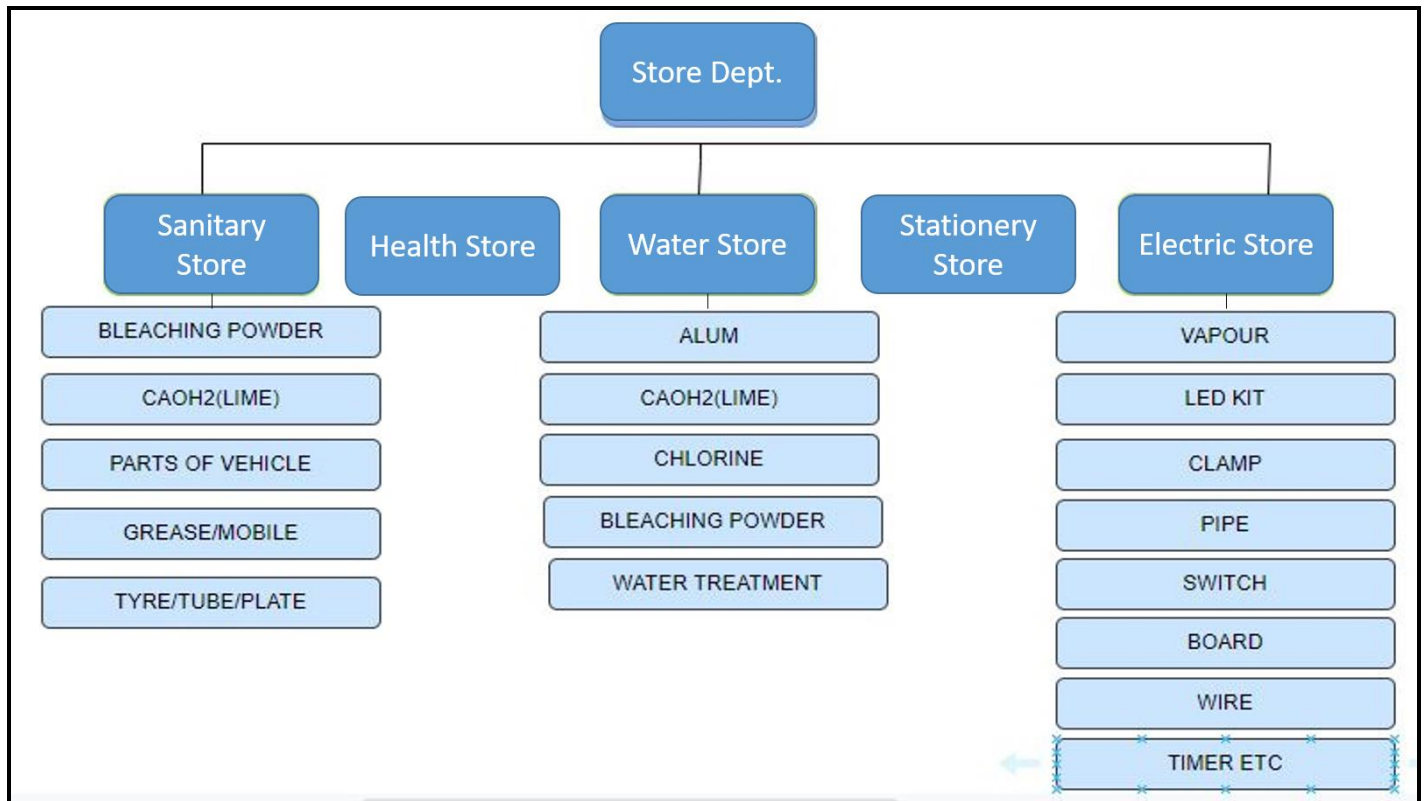 Store Dept.
Sanitary
Store
Health Store
Water Store
Stationery
Store
Electric Store
BLEACHING POWDER
CAOH2(LIME)
PARTS OF VEHICLE
GREASE/MOBILE
TYRE/TUBE/PLATE
ALUM
CAOH2(LIME)
CHLORINE
BLEACHING POWDER
WATER TREATMENT
VAPOUR
LED KIT
CLAMP
PIPE
SWITCH
BOARD
WIRE
TIMER ETC